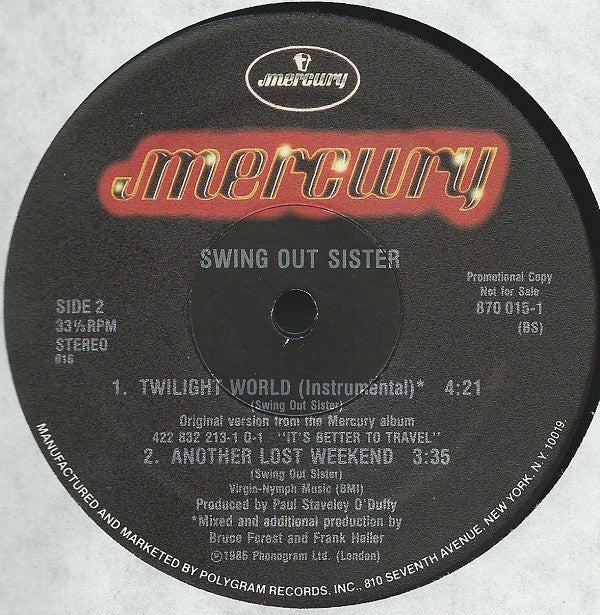 mercury
mercury
SWING OUT SISTER
Promotional Copy
Not for Sale
870 015-1
(BS)
SIDE 2
33⅓ RPM
STEREO
016
1. TWILIGHT WORLD (Instrumental)* 4:21
(Swing Out Sister)
Original version from the Mercury album
422 832 213-1 Q-1 "IT'S BETTER TO TRAVEL"
2. ANOTHER LOST WEEKEND 3:35
(Swing Out Sister)
Virgin-Nymph Music (BMI)
Produced by Paul Staveley O'Duffy
*Mixed and additional production by
Bruce Forest and Frank Heller
℗1986 Phonogram Ltd. (London)
MANUFACTURED AND MARKETED BY POLYGRAM RECORDS, INC., 810 SEVENTH AVENUE, NEW YORK, N.Y. 10019.